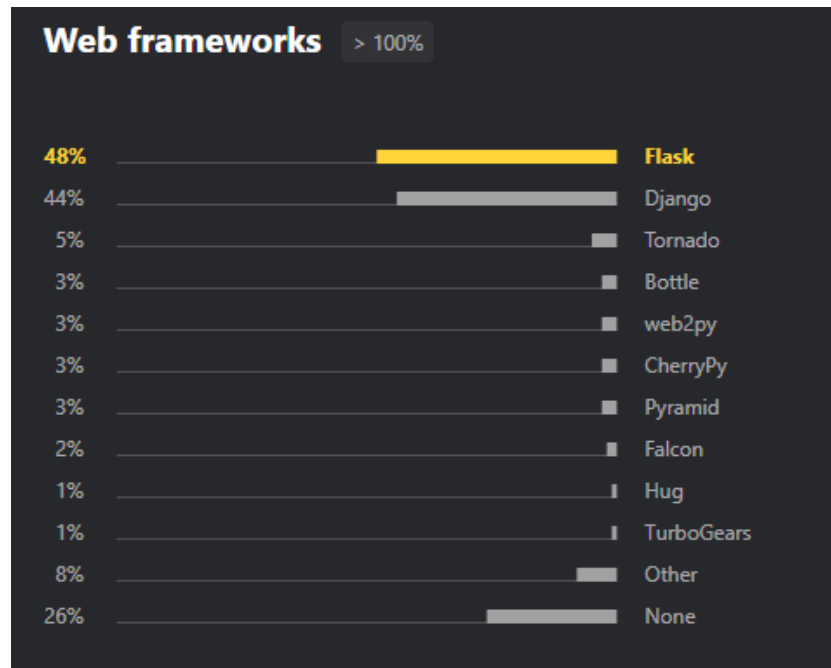 Web frameworks > 100%
48% Flask
44% Django
5% Tornado
3% Bottle
3% web2py
3% CherryPy
3% Pyramid
2% Falcon
1% Hug
1% TurboGears
8% Other
26% None